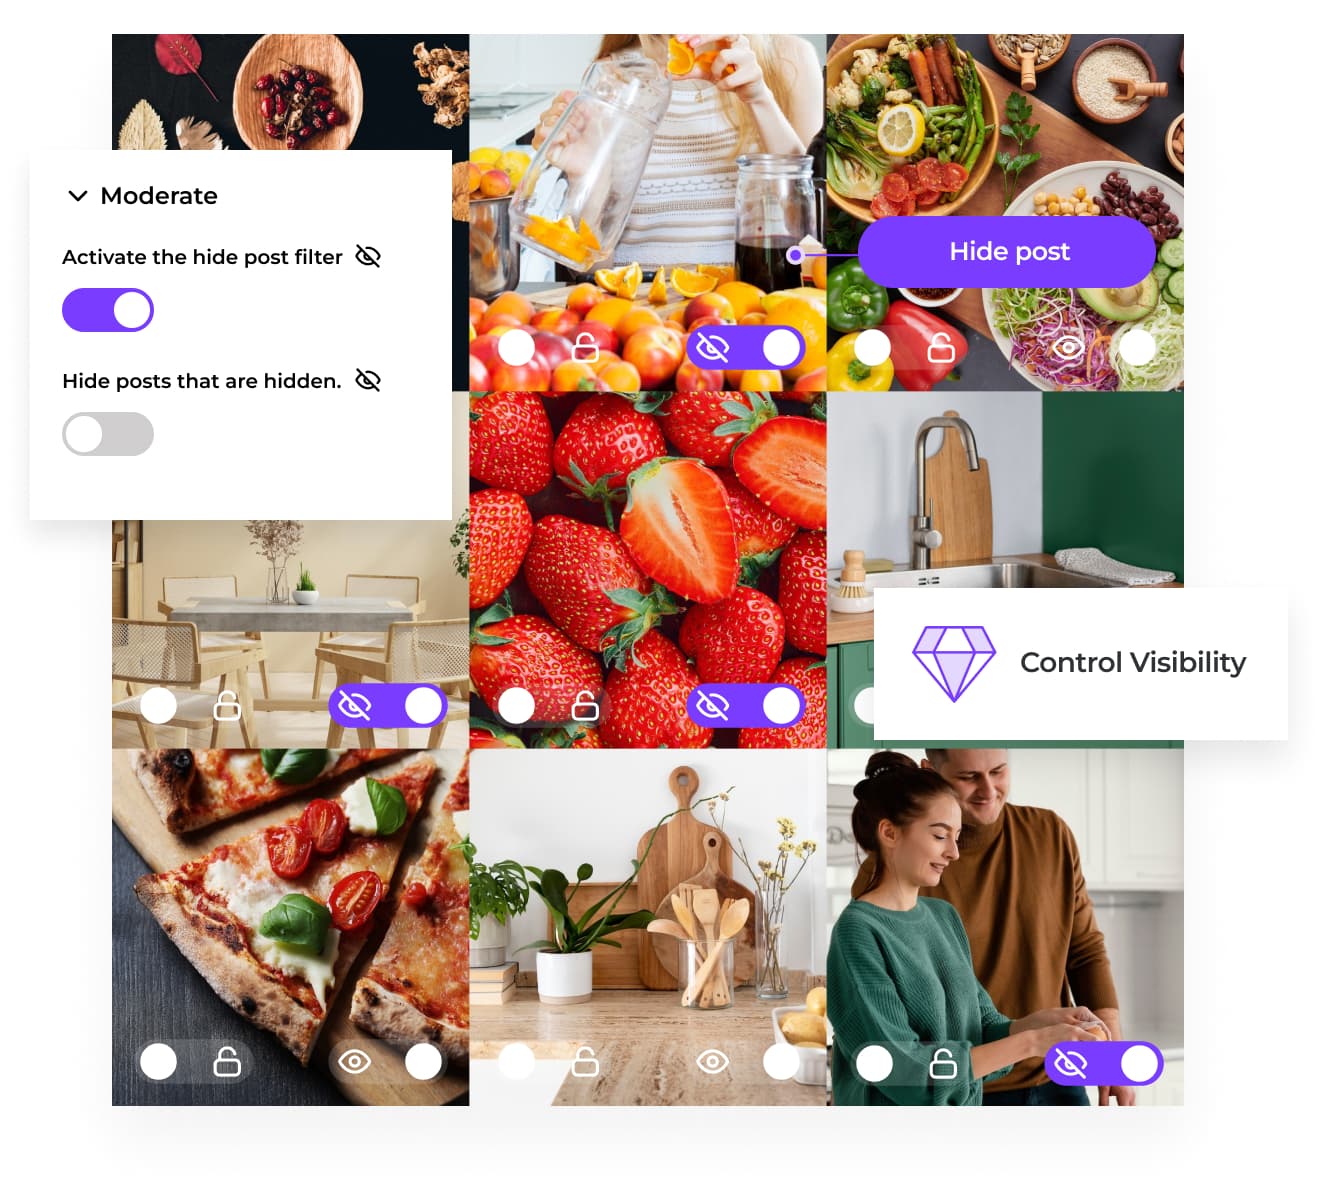 Moderate
Activate the hide post filter
Hide posts that are hidden.
Hide post
Control Visibility